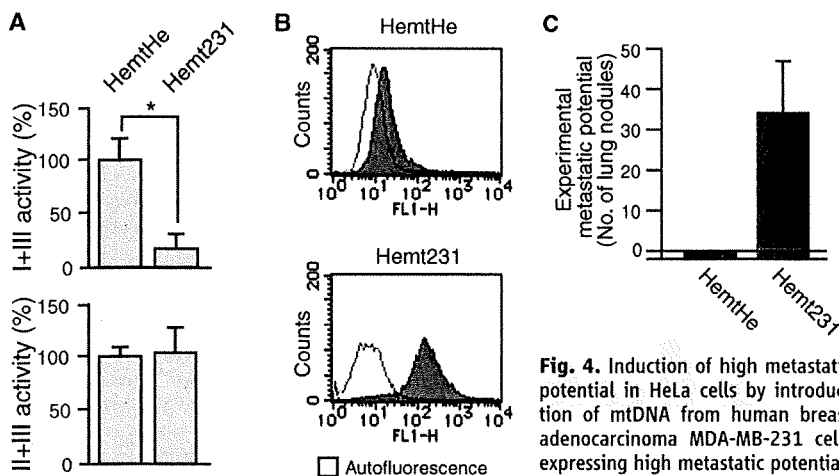 A
HemtHe
Hemt231
I+III activity (%)
150
100
50
0
*
II+III activity (%)
150
100
50
0
B
HemtHe
Counts
200
0
10⁰ 10¹ 10² 10³ 10⁴
FL1-H
Hemt231
Counts
200
0
10⁰ 10¹ 10² 10³ 10⁴
FL1-H
Autofluorescence
C
Experimental
metastatic potential
(No. of lung nodules)
50
40
30
20
10
0
HemtHe
Hemt231
Fig. 4. Induction of high metastat
potential in HeLa cells by introduc
tion of mtDNA from human breas
adenocarcinoma MDA-MB-231 cel
expressing high metastatic potential